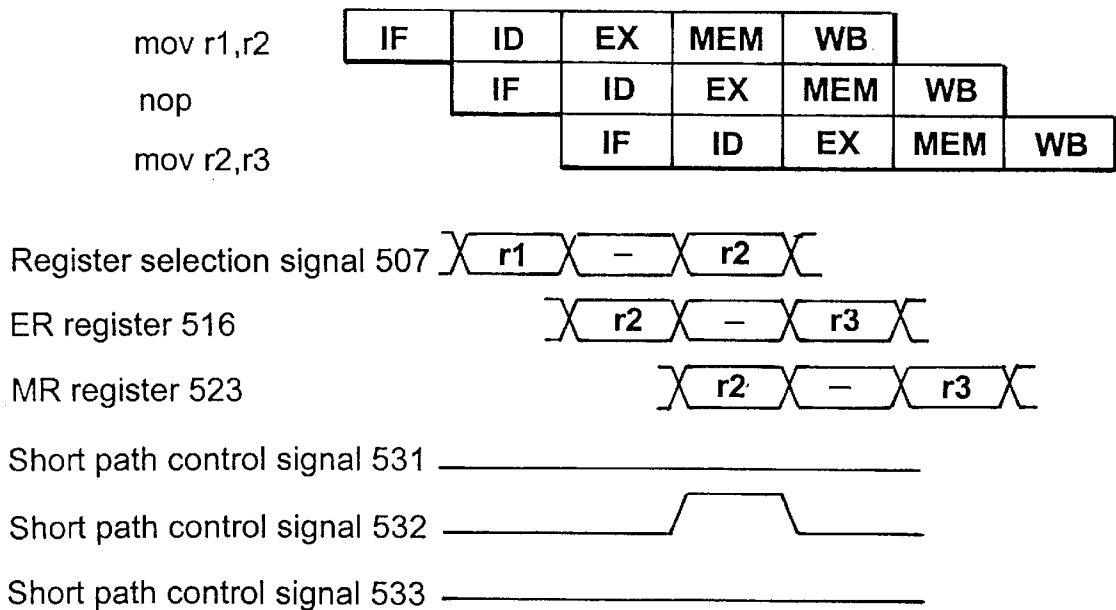 mov r1,r2 IF ID EX MEM WB
nop IF ID EX MEM WB
mov r2,r3 IF ID EX MEM WB
Register selection signal 507 r1 – r2
ER register 516 r2 – r3
MR register 523 r2 – r3
Short path control signal 531
Short path control signal 532
Short path control signal 533